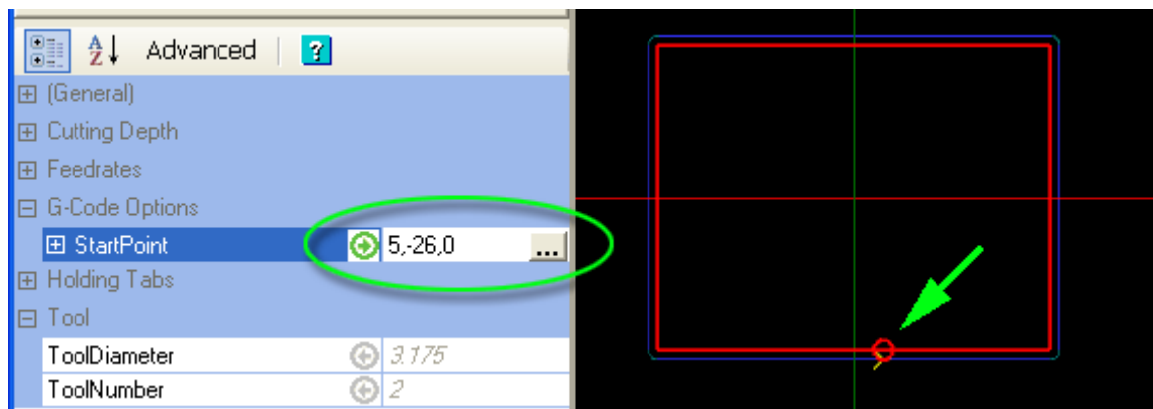 Advanced
(General)
Cutting Depth
Feedrates
G-Code Options
StartPoint 5,-26,0 ...
Holding Tabs
Tool
ToolDiameter 3.175
ToolNumber 2